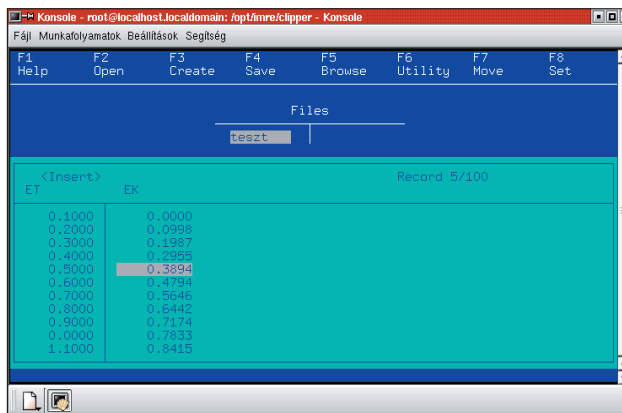 Konsole - root@localhost.localdomain: /opt/imre/clipper - Konsole
Fájl Munkafolyamatok Beállítások Segítség
F1 F2 F3 F4 F5 F6 F7 F8
Help Open Create Save Browse Utility Move Set
Files
teszt
<Insert> Record 5/100
ET EK
0.1000 0.0000
0.2000 0.0998
0.3000 0.1987
0.4000 0.2955
0.5000 0.3894
0.6000 0.4794
0.7000 0.5646
0.8000 0.6442
0.9000 0.7174
0.0000 0.7833
1.1000 0.8415